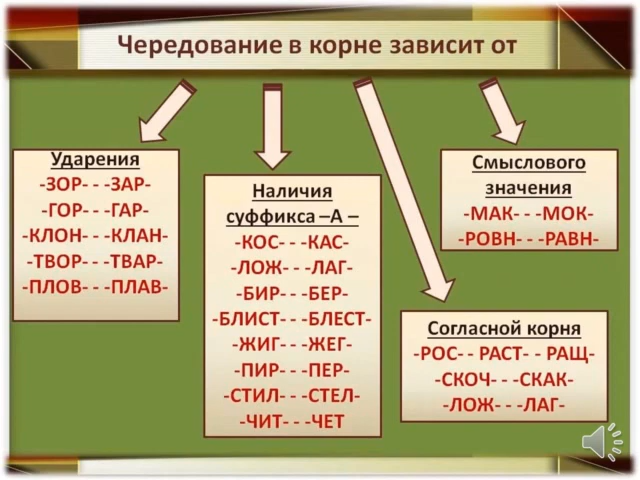 Чередование в корне зависит от
Ударения
-ЗОР- - -ЗАР-
-ГОР- - -ГАР-
-КЛОН- - -КЛАН-
-ТВОР- - -ТВАР-
-ПЛОВ- - -ПЛАВ-
Наличия
суффикса –А –
-КОС- - -КАС-
-ЛОЖ- - -ЛАГ-
-БИР- - -БЕР-
-БЛИСТ- - -БЛЕСТ-
-ЖИГ- - -ЖЕГ-
-ПИР- - -ПЕР-
-СТИЛ- - -СТЕЛ-
-ЧИТ- - -ЧЕТ
Согласной корня
-РОС- - РАСТ- - РАЩ-
-СКОЧ- - -СКАК-
-ЛОЖ- - -ЛАГ-
Смыслового
значения
-МАК- - -МОК-
-РОВН- - -РАВН-